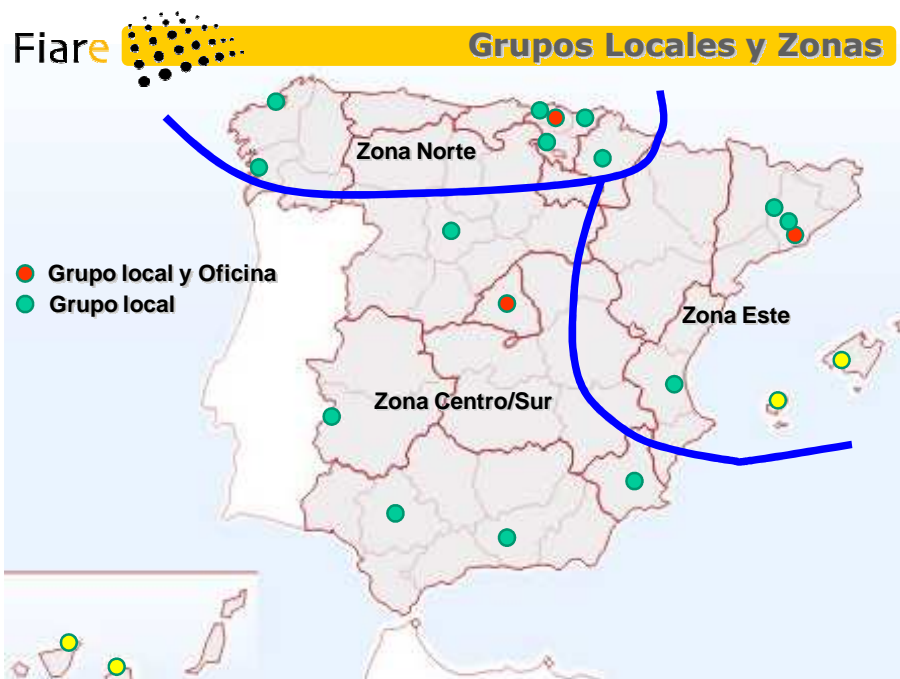 Fiare
Grupos Locales y Zonas
Zona Norte
Grupo local y Oficina
Grupo local
Zona Este
Zona Centro/Sur